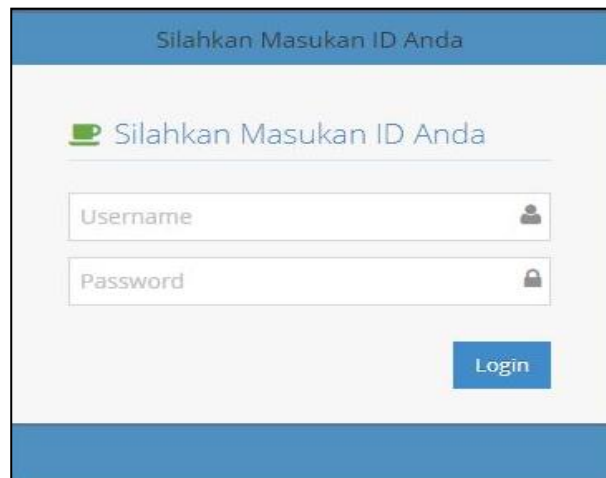 Silahkan Masukan ID Anda
Silahkan Masukan ID Anda
Username
Password
Login